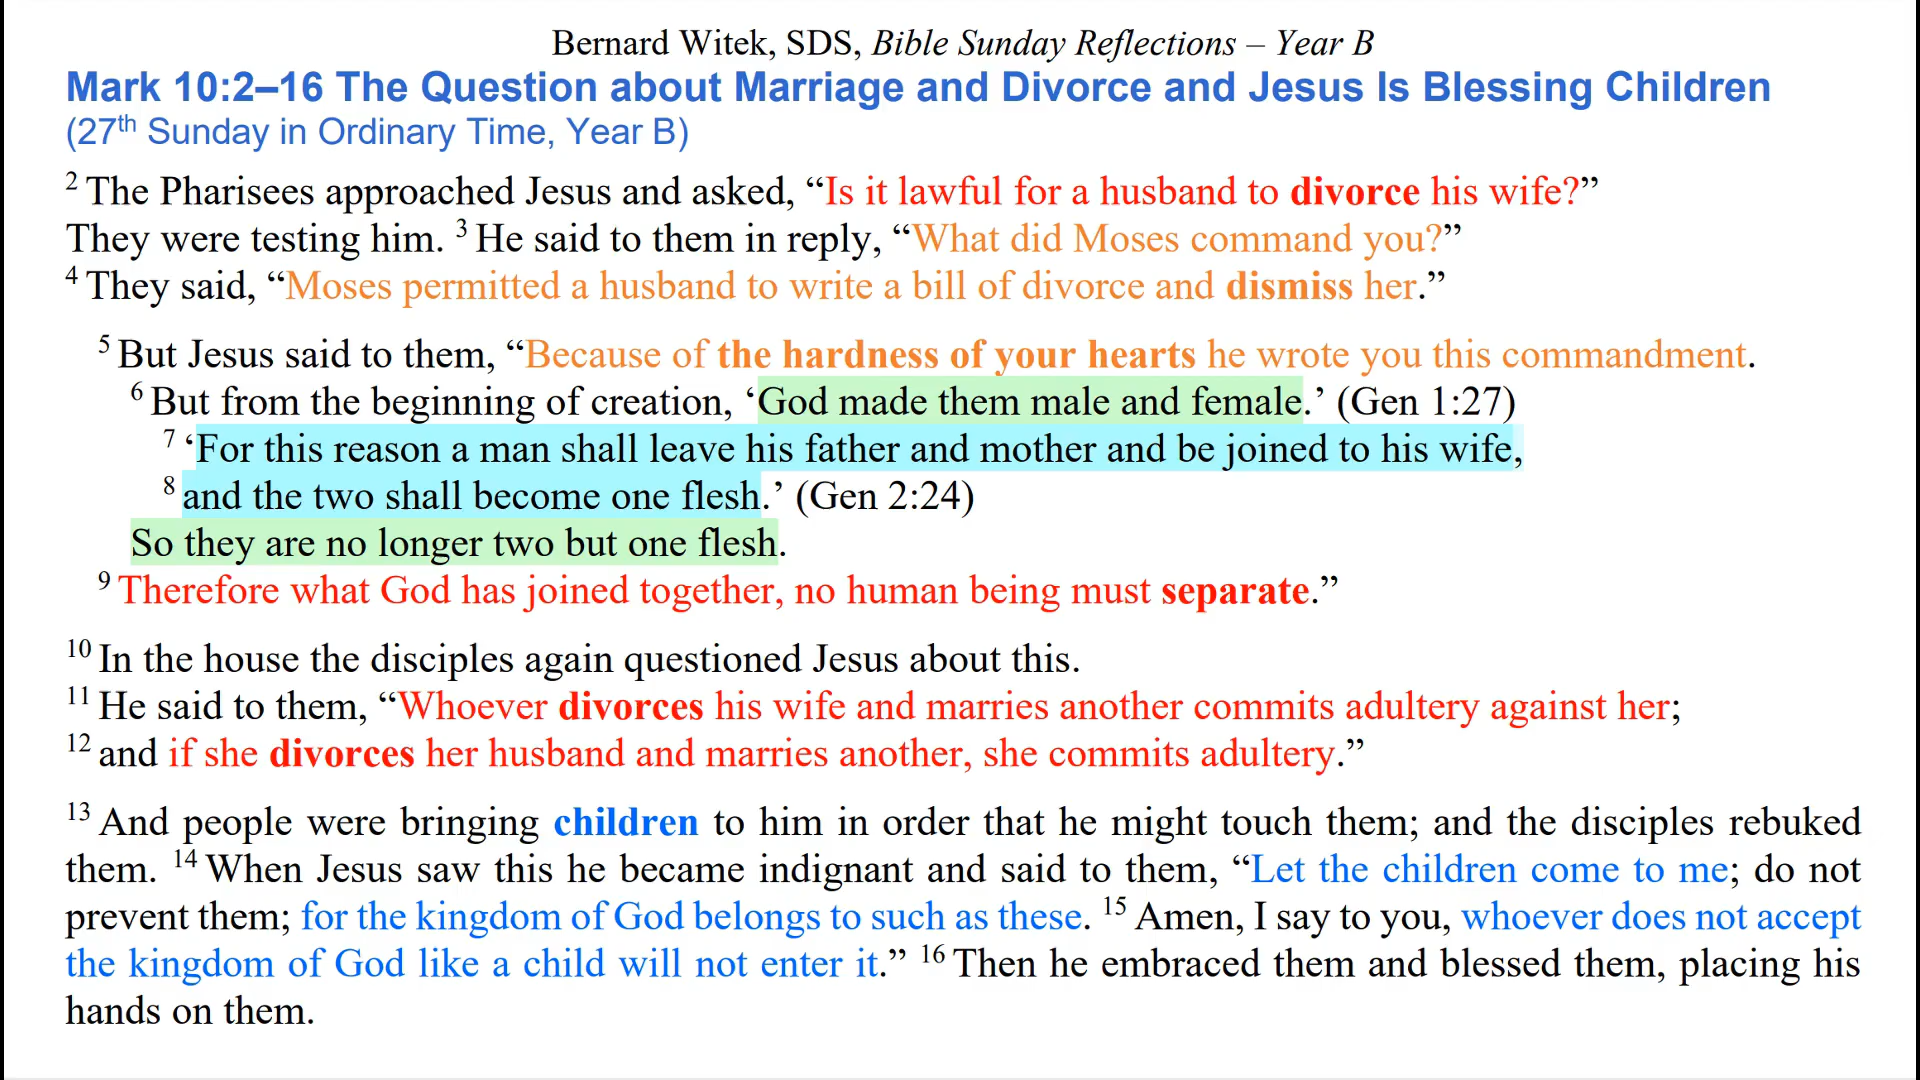 Bernard Witek, SDS, Bible Sunday Reflections – Year B
Mark 10:2–16 The Question about Marriage and Divorce and Jesus Is Blessing Children
(27th Sunday in Ordinary Time, Year B)
2 The Pharisees approached Jesus and asked, “Is it lawful for a husband to divorce his wife?”
They were testing him. 3 He said to them in reply, “What did Moses command you?”
4 They said, “Moses permitted a husband to write a bill of divorce and dismiss her.”
5 But Jesus said to them, “Because of the hardness of your hearts he wrote you this commandment.
6 But from the beginning of creation, ‘God made them male and female.’ (Gen 1:27)
7 ‘For this reason a man shall leave his father and mother and be joined to his wife,
8 and the two shall become one flesh.’ (Gen 2:24)
So they are no longer two but one flesh.
9 Therefore what God has joined together, no human being must separate.”
10 In the house the disciples again questioned Jesus about this.
11 He said to them, “Whoever divorces his wife and marries another commits adultery against her;
12 and if she divorces her husband and marries another, she commits adultery.”
13 And people were bringing children to him in order that he might touch them; and the disciples rebuked
them. 14 When Jesus saw this he became indignant and said to them, “Let the children come to me; do not
prevent them; for the kingdom of God belongs to such as these. 15 Amen, I say to you, whoever does not accept
the kingdom of God like a child will not enter it.” 16 Then he embraced them and blessed them, placing his
hands on them.